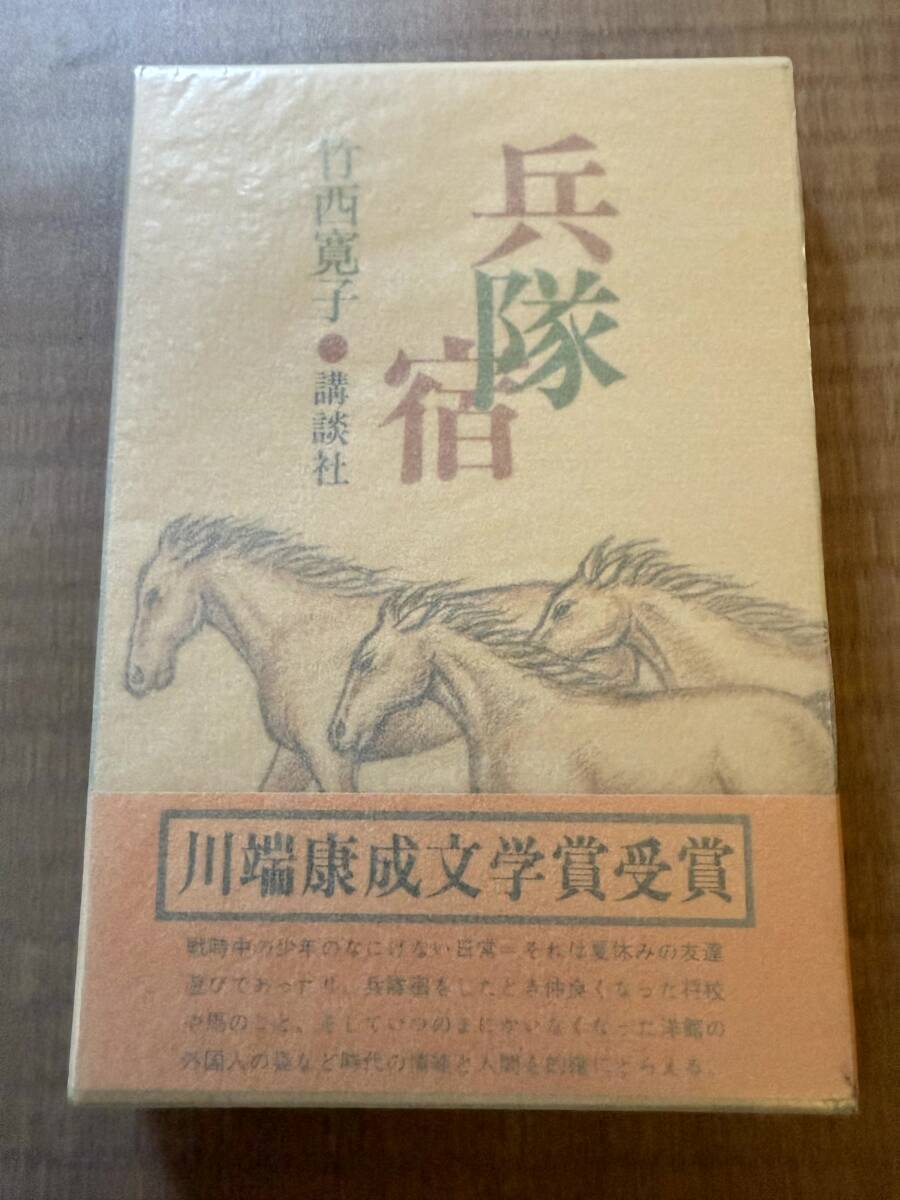 兵隊宿
竹西寛子●講談社
川端康成文学賞受賞
戦時中の少年のなにげない日常＝それは夏休みの友達
遊びであったり、兵隊宿をしたとき仲良くなった将校
や馬のこと、そしていつのまにかいなくなった洋館の
外国人の姿など時代の情緒と人間を的確にとらえる。